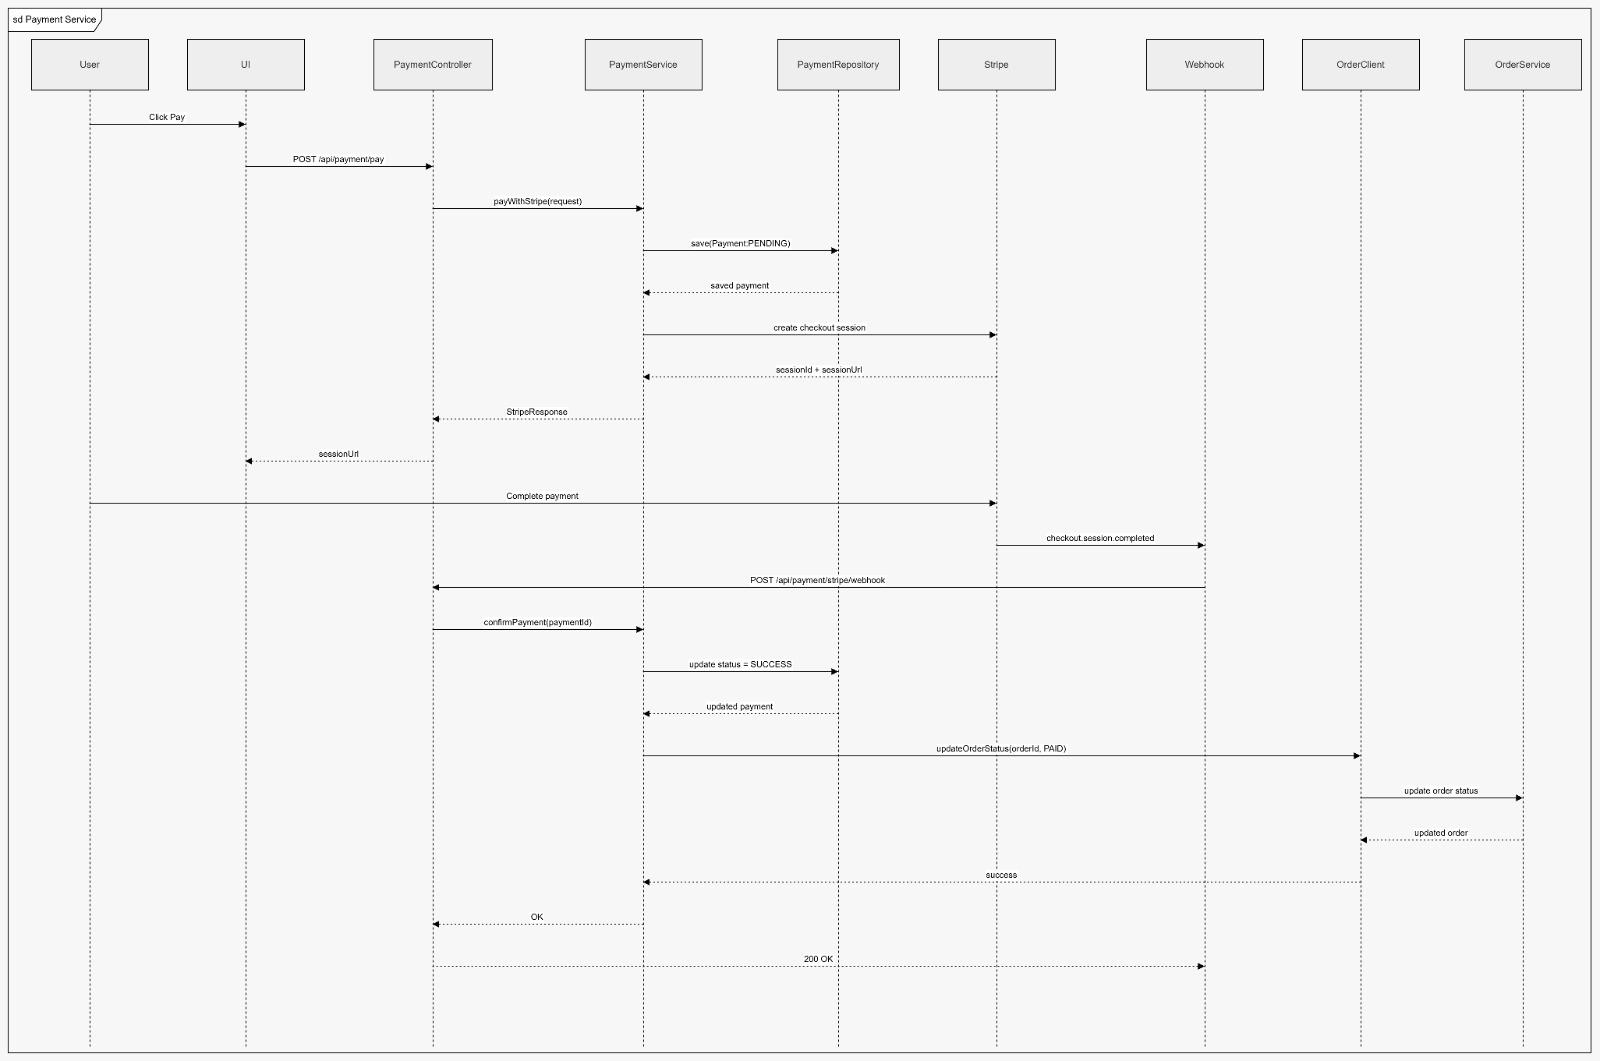 sd Payment Service
User
UI
PaymentController
PaymentService
PaymentRepository
Stripe
Webhook
OrderClient
OrderService
Click Pay
POST /api/payment/pay
payWithStripe(request)
save(Payment:PENDING)
saved payment
create checkout session
sessionId + sessionUrl
StripeResponse
sessionUrl
Complete payment
checkout.session.completed
POST /api/payment/stripe/webhook
confirmPayment(paymentId)
update status = SUCCESS
updated payment
updateOrderStatus(orderId, PAID)
update order status
updated order
success
OK
200 OK